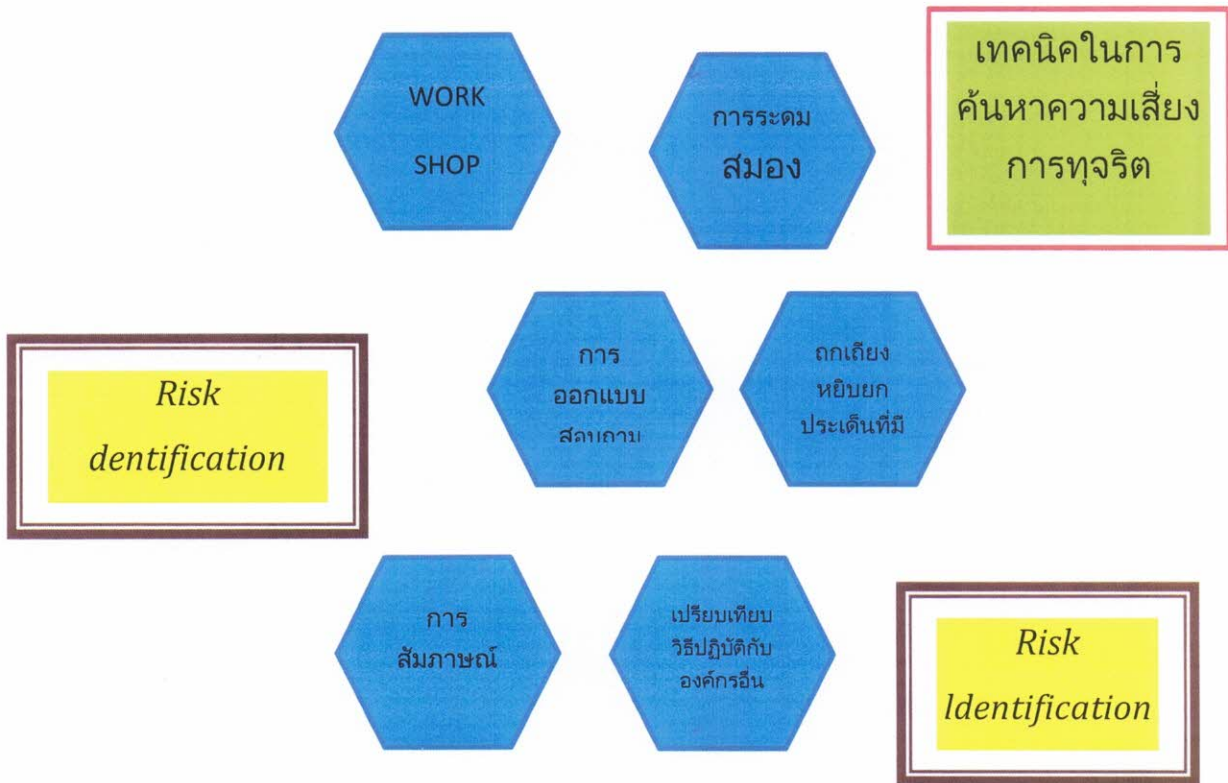 WORK
SHOP
การระดม
สมอง
เทคนิคในการ
ค้นหาความเสี่ยง
การทุจริต
Risk
dentification
การ
ออกแบบ
สอบถาม
ถกเถียง
หยิบยก
ประเด็นที่มี
การ
สัมภาษณ์
เปรียบเทียบ
วิธีปฏิบัติกับ
องค์กรอื่น
Risk
ldentification